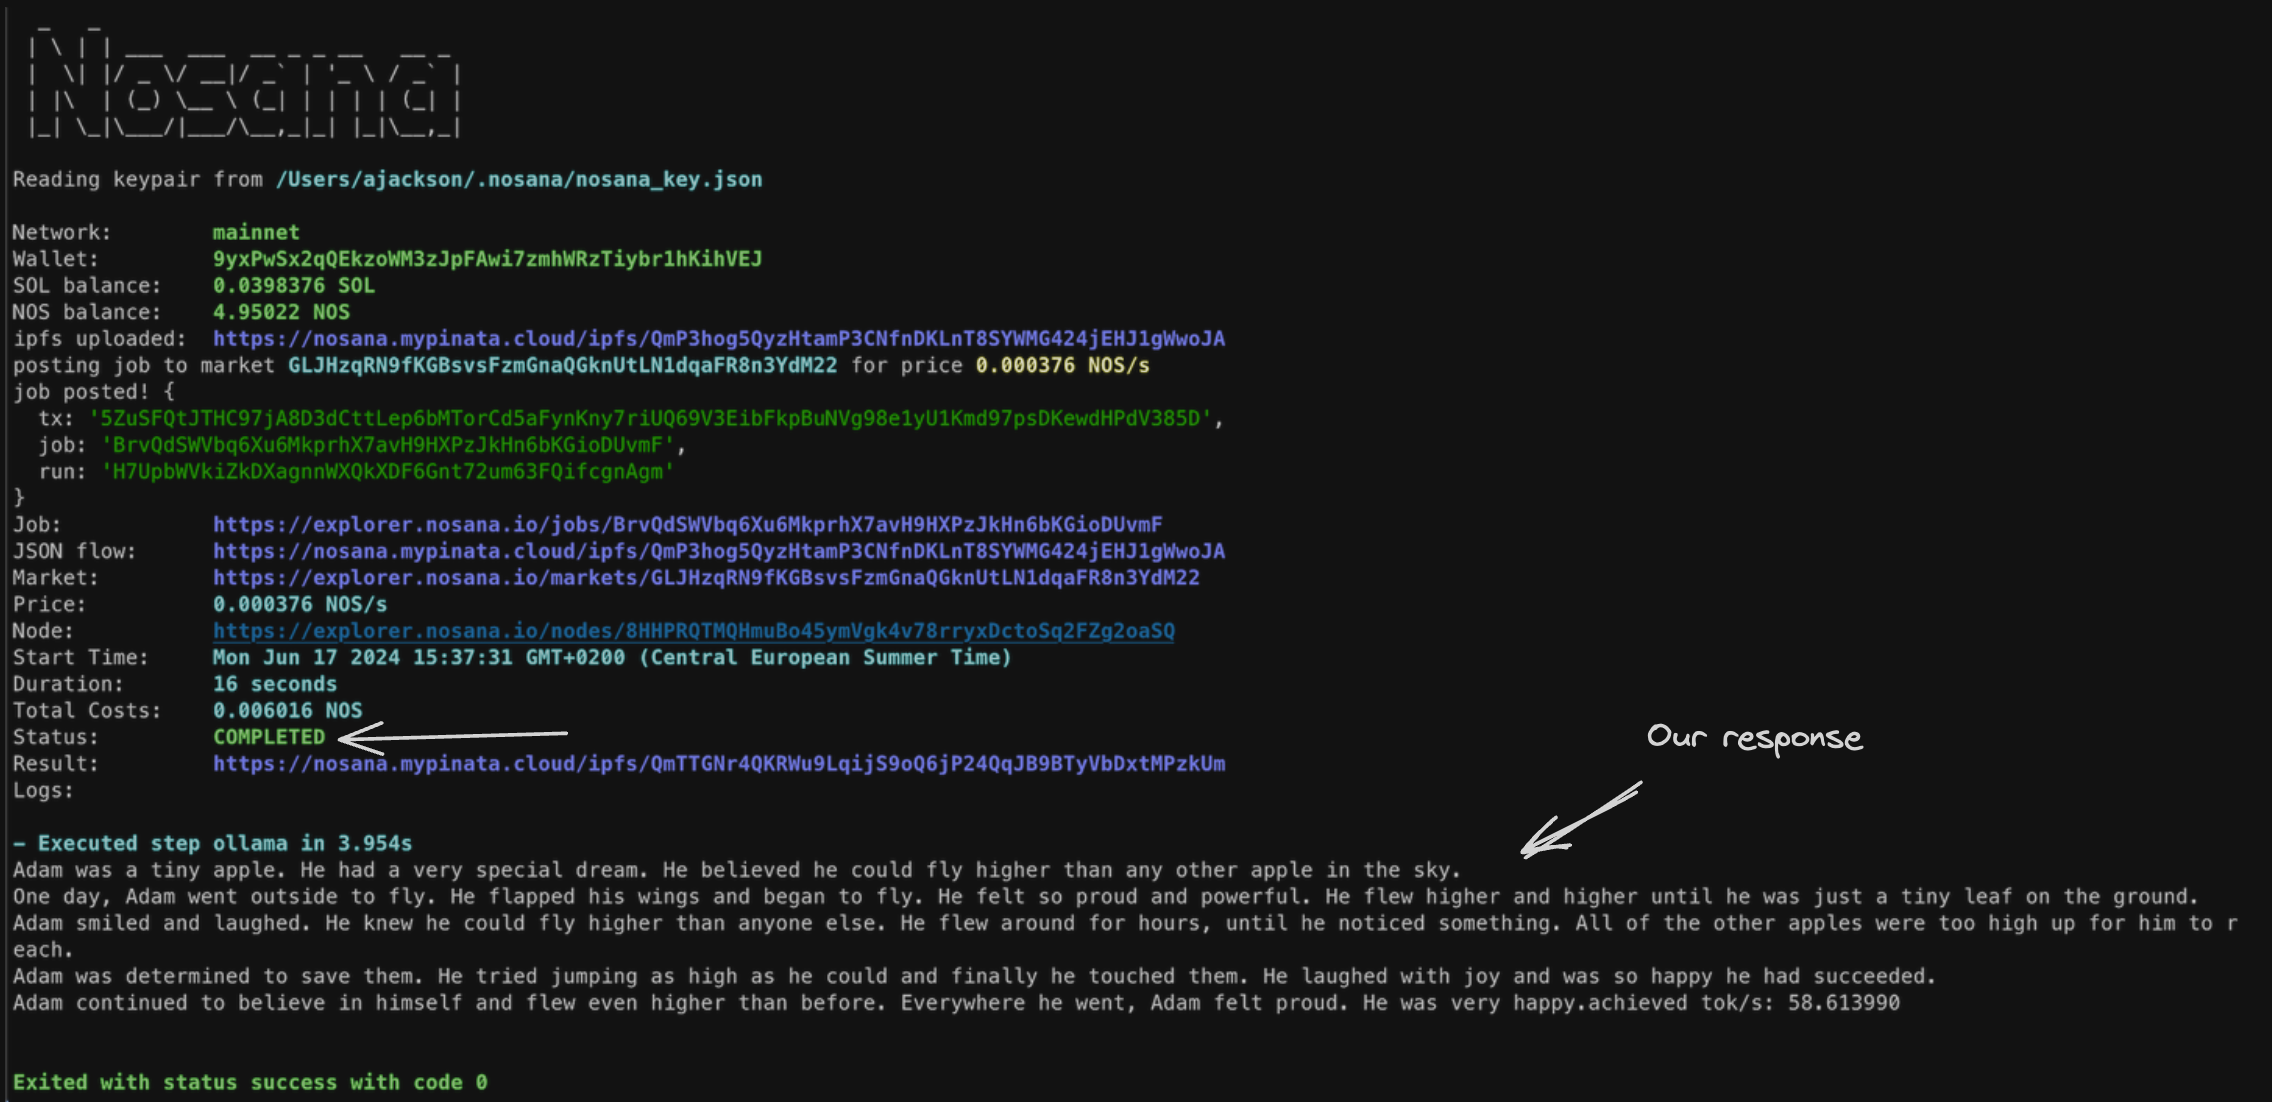 Nosana
Reading keypair from /Users/ajackson/.nosana/nosana_key.json
Network: mainnet
Wallet: 9yxPwSx2qQEkzoWM3zJpFAwi7zmhWRzTiybr1hKihVEJ
SOL balance: 0.0398376 SOL
NOS balance: 4.95022 NOS
ipfs uploaded: https://nosana.mypinata.cloud/ipfs/QmP3hog5QyzHtamP3CNfnDKLnT8SYWMG424jEHJ1gWwoJA
posting job to market GLJHzqRN9fKGBsvsFzmGnaQGknUtLN1dqaFR8n3YdM22 for price 0.000376 NOS/s
job posted! {
tx: '5ZuSFQtJTHC97jA8D3dCttLep6bMTorCd5aFynKny7riUQ69V3EibFkpBuNVg98e1yU1Kmd97psDKewdHPdV385D',
job: 'BrvQdSWVbq6Xu6MkprhX7avH9HXPzJkHn6bKGioDUvmF',
run: 'H7UpbWVkiZkDXagnnWXQkXDF6Gnt72um63FQifcgnAgm'
}
Job: https://explorer.nosana.io/jobs/BrvQdSWVbq6Xu6MkprhX7avH9HXPzJkHn6bKGioDUvmF
JSON flow: https://nosana.mypinata.cloud/ipfs/QmP3hog5QyzHtamP3CNfnDKLnT8SYWMG424jEHJ1gWwoJA
Market: https://explorer.nosana.io/markets/GLJHzqRN9fKGBsvsFzmGnaQGknUtLN1dqaFR8n3YdM22
Price: 0.000376 NOS/s
Node: https://explorer.nosana.io/nodes/8HHPRQTMQHmuBo45ymVgk4v78rryxDctoSq2FZg2oaSQ
Start Time: Mon Jun 17 2024 15:37:31 GMT+0200 (Central European Summer Time)
Duration: 16 seconds
Total Costs: 0.006016 NOS
Status: COMPLETED
Our response
Result: https://nosana.mypinata.cloud/ipfs/QmTTGNr4QKRWu9LqijS9oQ6jP24QqJB9BTyVbDxtMPzkUm
Logs:
- Executed step ollama in 3.954s
Adam was a tiny apple. He had a very special dream. He believed he could fly higher than any other apple in the sky.
One day, Adam went outside to fly. He flapped his wings and began to fly. He felt so proud and powerful. He flew higher and higher until he was just a tiny leaf on the ground.
Adam smiled and laughed. He knew he could fly higher than anyone else. He flew around for hours, until he noticed something. All of the other apples were too high up for him to r
each.
Adam was determined to save them. He tried jumping as high as he could and finally he touched them. He laughed with joy and was so happy he had succeeded.
Adam continued to believe in himself and flew even higher than before. Everywhere he went, Adam felt proud. He was very happy.achieved tok/s: 58.613990
Exited with status success with code 0